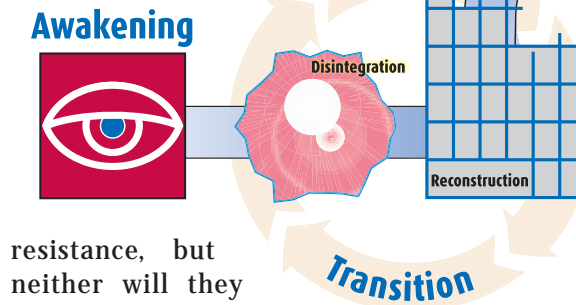 Awakening
Disintegration
Reconstruction
resistance, but
neither will they
Transition